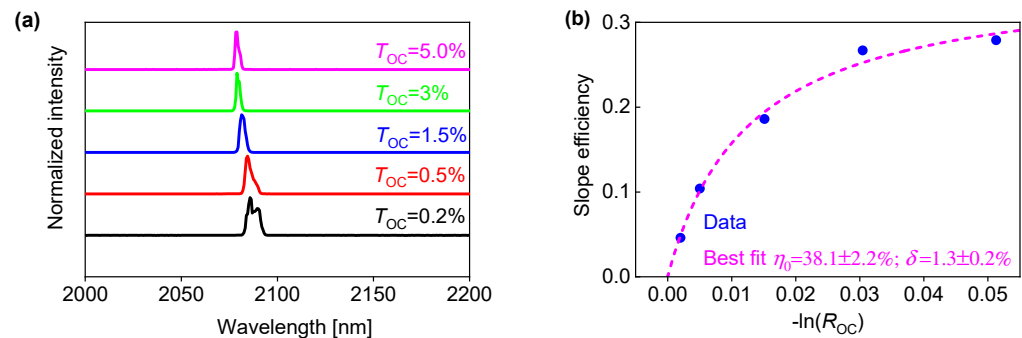 (a)
Normalized intensity
T_OC=5.0%
T_OC=3%
T_OC=1.5%
T_OC=0.5%
T_OC=0.2%
2000 2050 2100 2150 2200
Wavelength [nm]
(b)
Slope efficiency
0.3
0.2
0.1
0.0
Data
Best fit η₀=38.1±2.2%; δ=1.3±0.2%
0.00 0.01 0.02 0.03 0.04 0.05
-ln(R_OC)